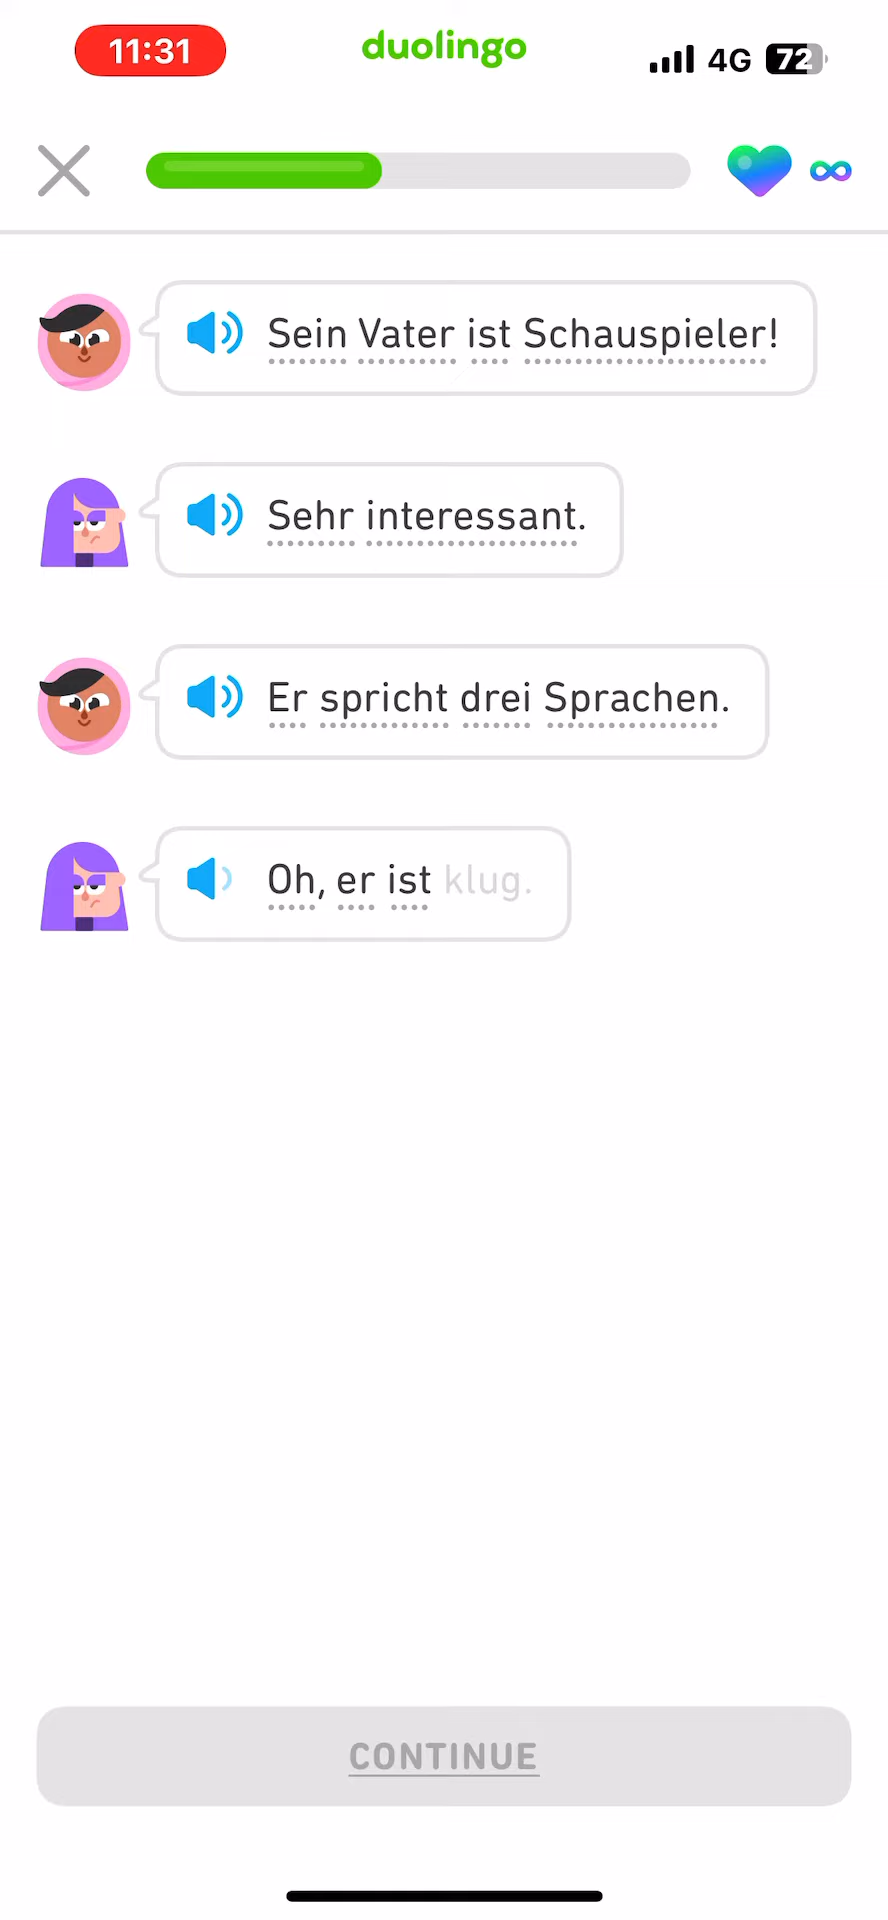 11:31
duolingo
4G
72
Sein Vater ist Schauspieler!
Sehr interessant.
Er spricht drei Sprachen.
Oh, er ist klug.
CONTINUE